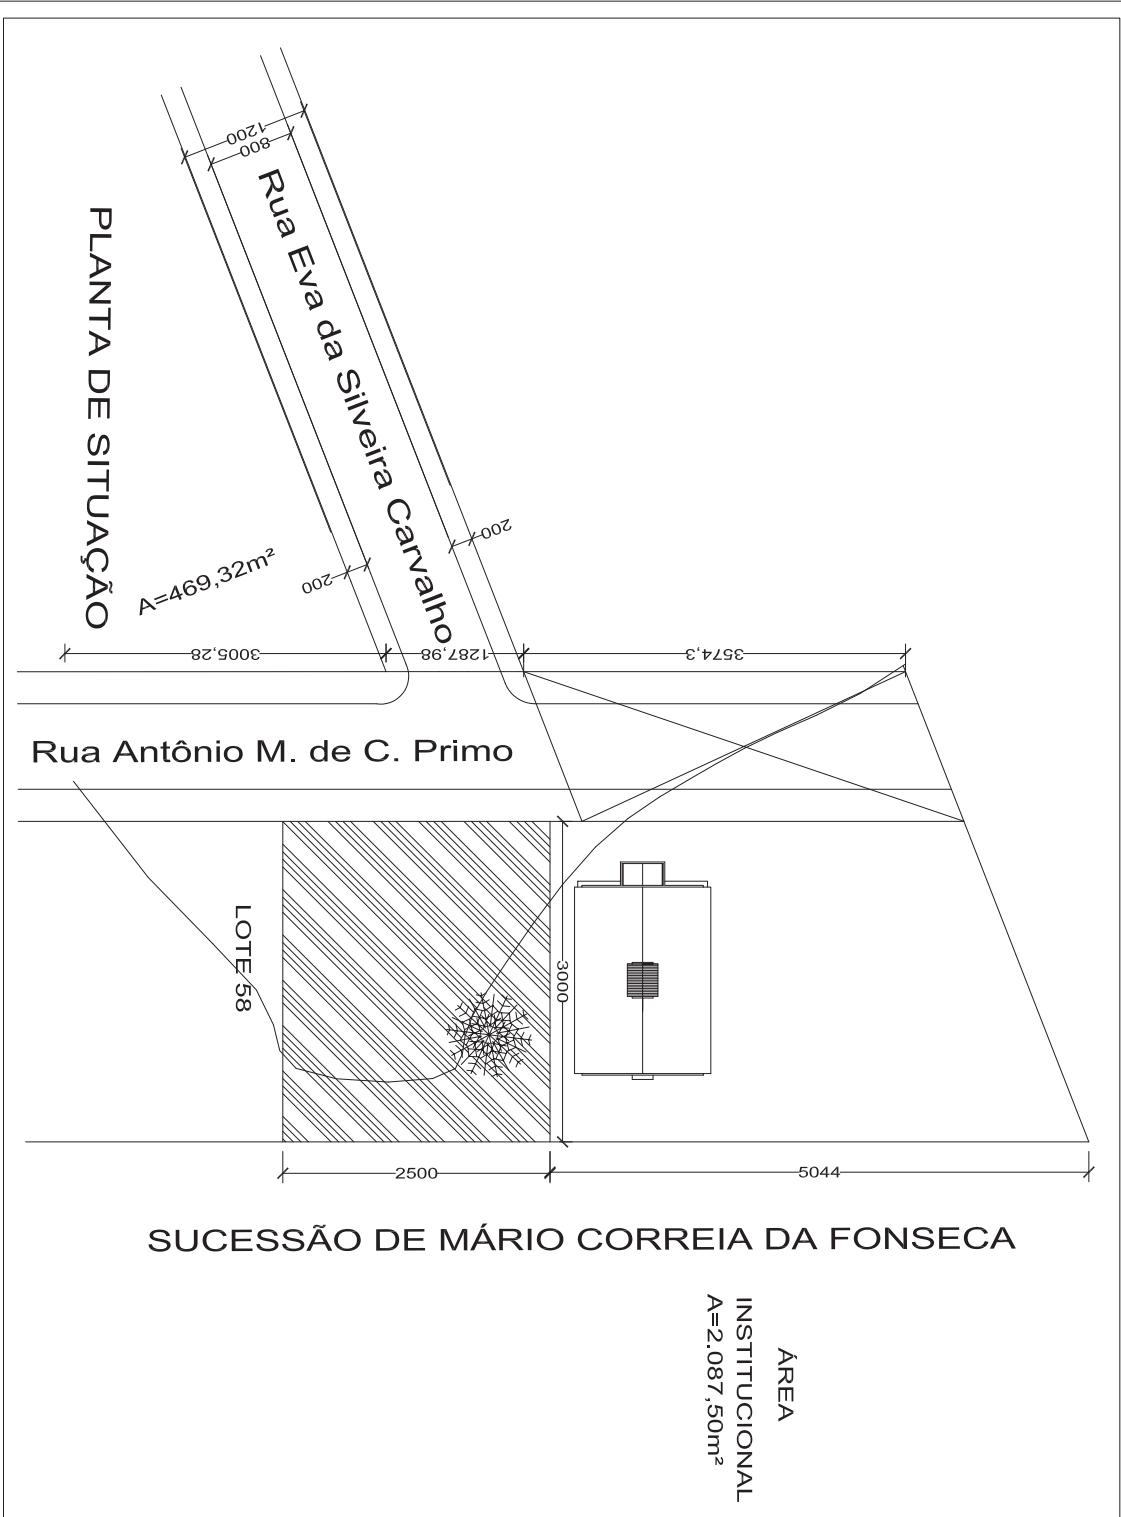 1200
800
Rua Eva da Silveira Carvalho
PLANTA DE SITUAÇÃO
200
A=469,32m²
200
3005,28
1287,98
3574,3
Rua Antônio M. de C. Primo
LOTE 58
3000
2500
5044
SUCESSÃO DE MÁRIO CORREIA DA FONSECA
ÁREA
INSTITUCIONAL
A=2.087,50m²